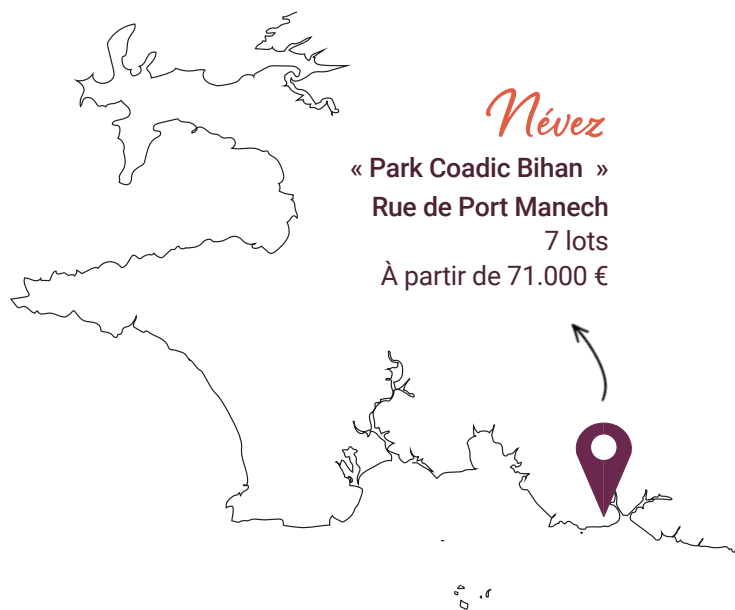 Névez
« Park Coadic Bihan »
Rue de Port Manech
7 lots
À partir de 71.000 €